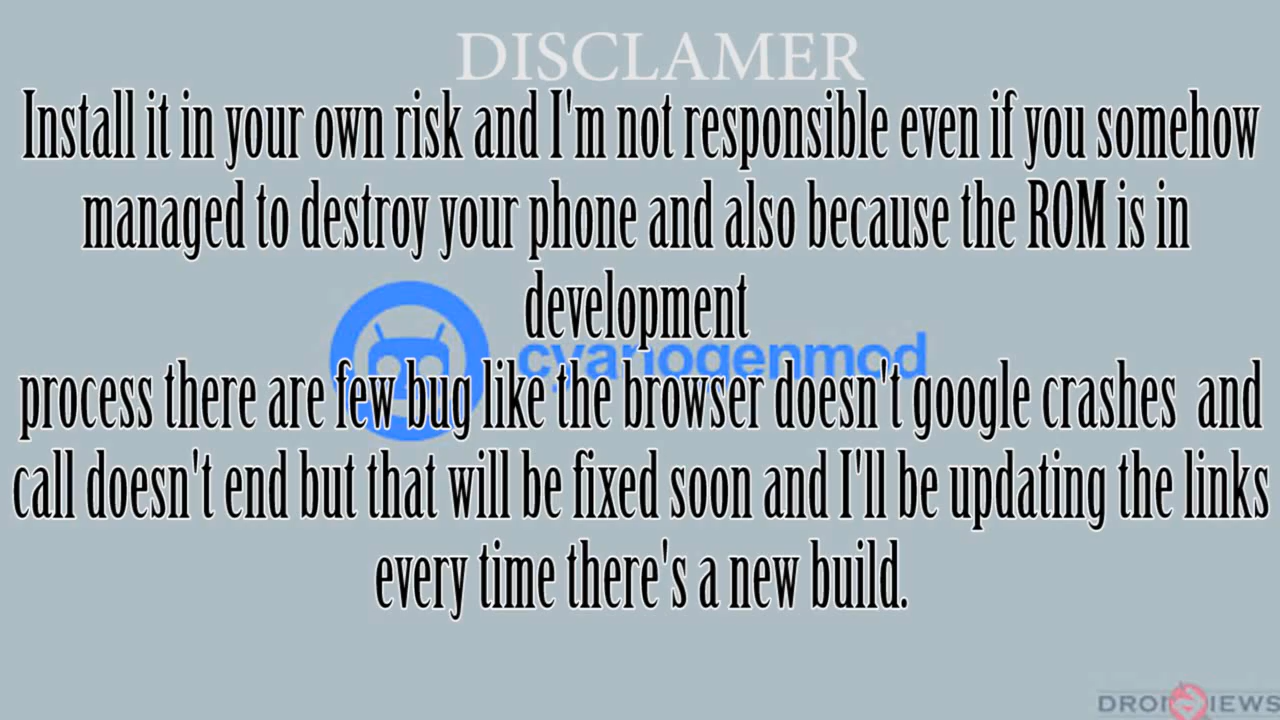 DISCLAMER
Install it in your own risk and I'm not responsible even if you somehow
managed to destroy your phone and also because the ROM is in
development
cyanogenmod
process there are few bug like the browser doesn't google crashes and
call doesn't end but that will be fixed soon and I'll be updating the links
every time there's a new build.
DROIDVIEWS